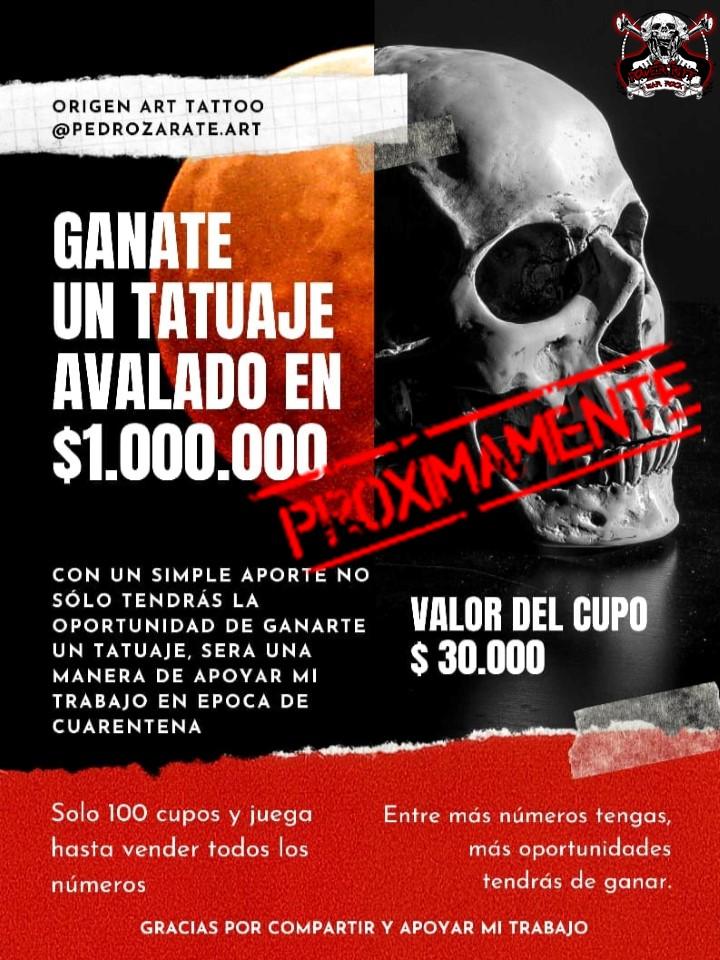 ORIGEN ART TATTOO
@PEDROZARATE.ART
GANATE
UN TATUAJE
AVALADO EN
$1.000.000
PROXIMAMENTE
CON UN SIMPLE APORTE NO
SÓLO TENDRÁS LA
OPORTUNIDAD DE GANARTE
UN TATUAJE, SERA UNA
MANERA DE APOYAR MI
TRABAJO EN EPOCA DE
CUARENTENA
VALOR DEL CUPO
$ 30.000
Solo 100 cupos y juega
hasta vender todos los
números
Entre más números tengas,
más oportunidades
tendrás de ganar.
GRACIAS POR COMPARTIR Y APOYAR MI TRABAJO